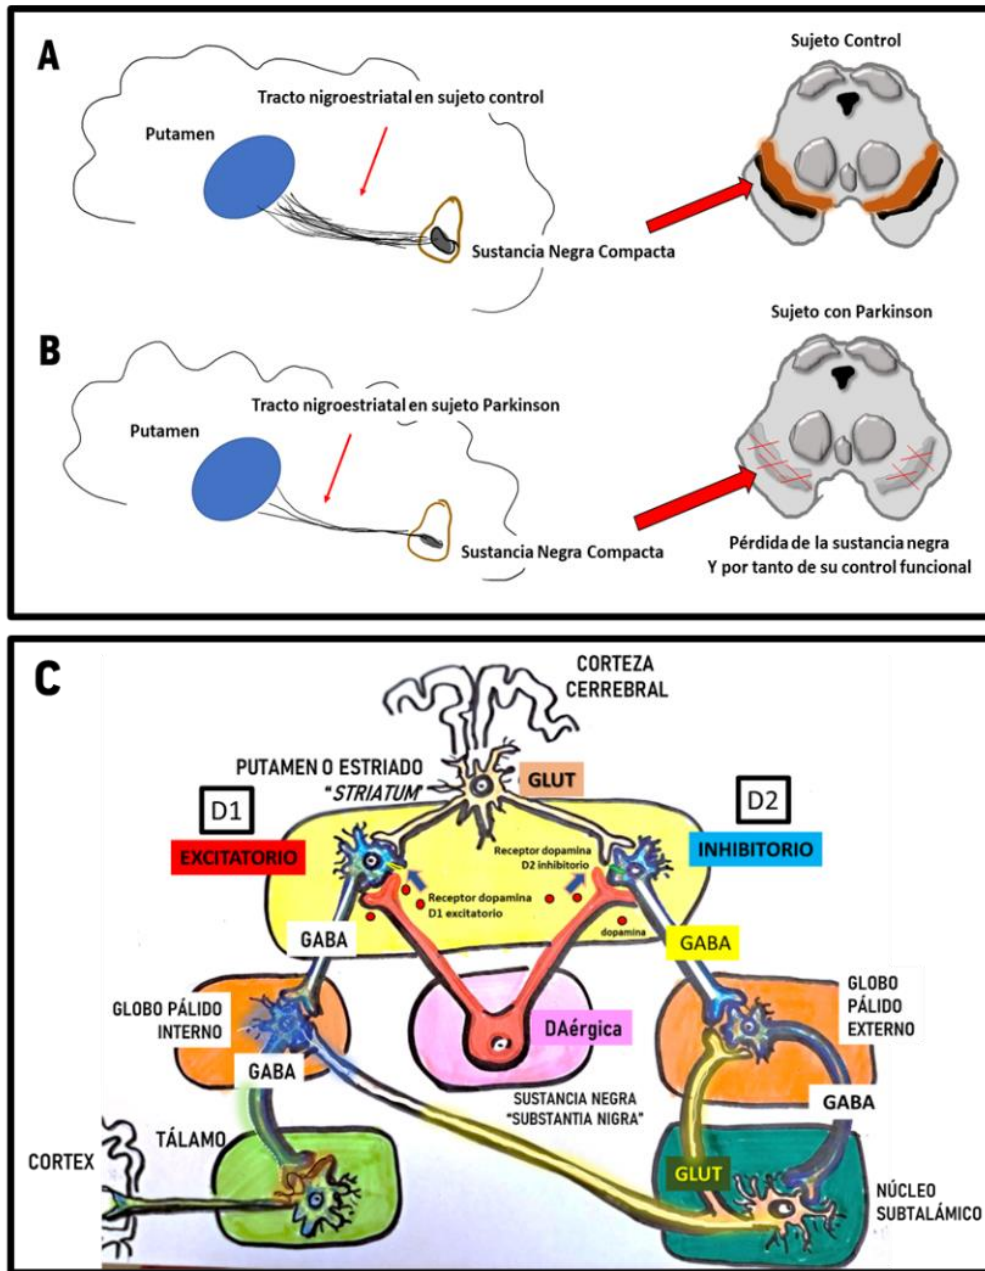 A
Tracto nigroestriatal en sujeto control
Putamen
Sustancia Negra Compacta
Sujeto Control
B
Tracto nigroestriatal en sujeto Parkinson
Putamen
Sustancia Negra Compacta
Sujeto con Parkinson
Pérdida de la sustancia negra
Y por tanto de su control funcional
C
CORTEZA
CERREBRAL
PUTAMEN O ESTRIADO
"STRIATUM"
GLUT
D1
EXCITATORIO
D2
INHIBITORIO
Receptor dopamina
D2 inhibitorio
Receptor dopamina
D1 excitatorio
dopamina
GABA
GABA
GLOBO PÁLIDO
INTERNO
DAérgica
GLOBO
PÁLIDO
EXTERNO
GABA
SUSTANCIA NEGRA
"SUBSTANTIA NIGRA"
GABA
TÁLAMO
CORTEX
GLUT
NÚCLEO
SUBTALÁMICO